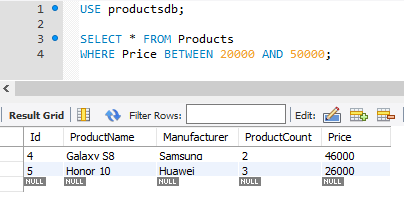 1 USE productsdb;
2
3 SELECT * FROM Products
4 WHERE Price BETWEEN 20000 AND 50000;
Result Grid Filter Rows: Edit:
Id ProductName Manufacturer ProductCount Price
4 Galaxy S8 Samsung 2 46000
5 Honor 10 Huawei 3 26000
NULL NULL NULL NULL NULL